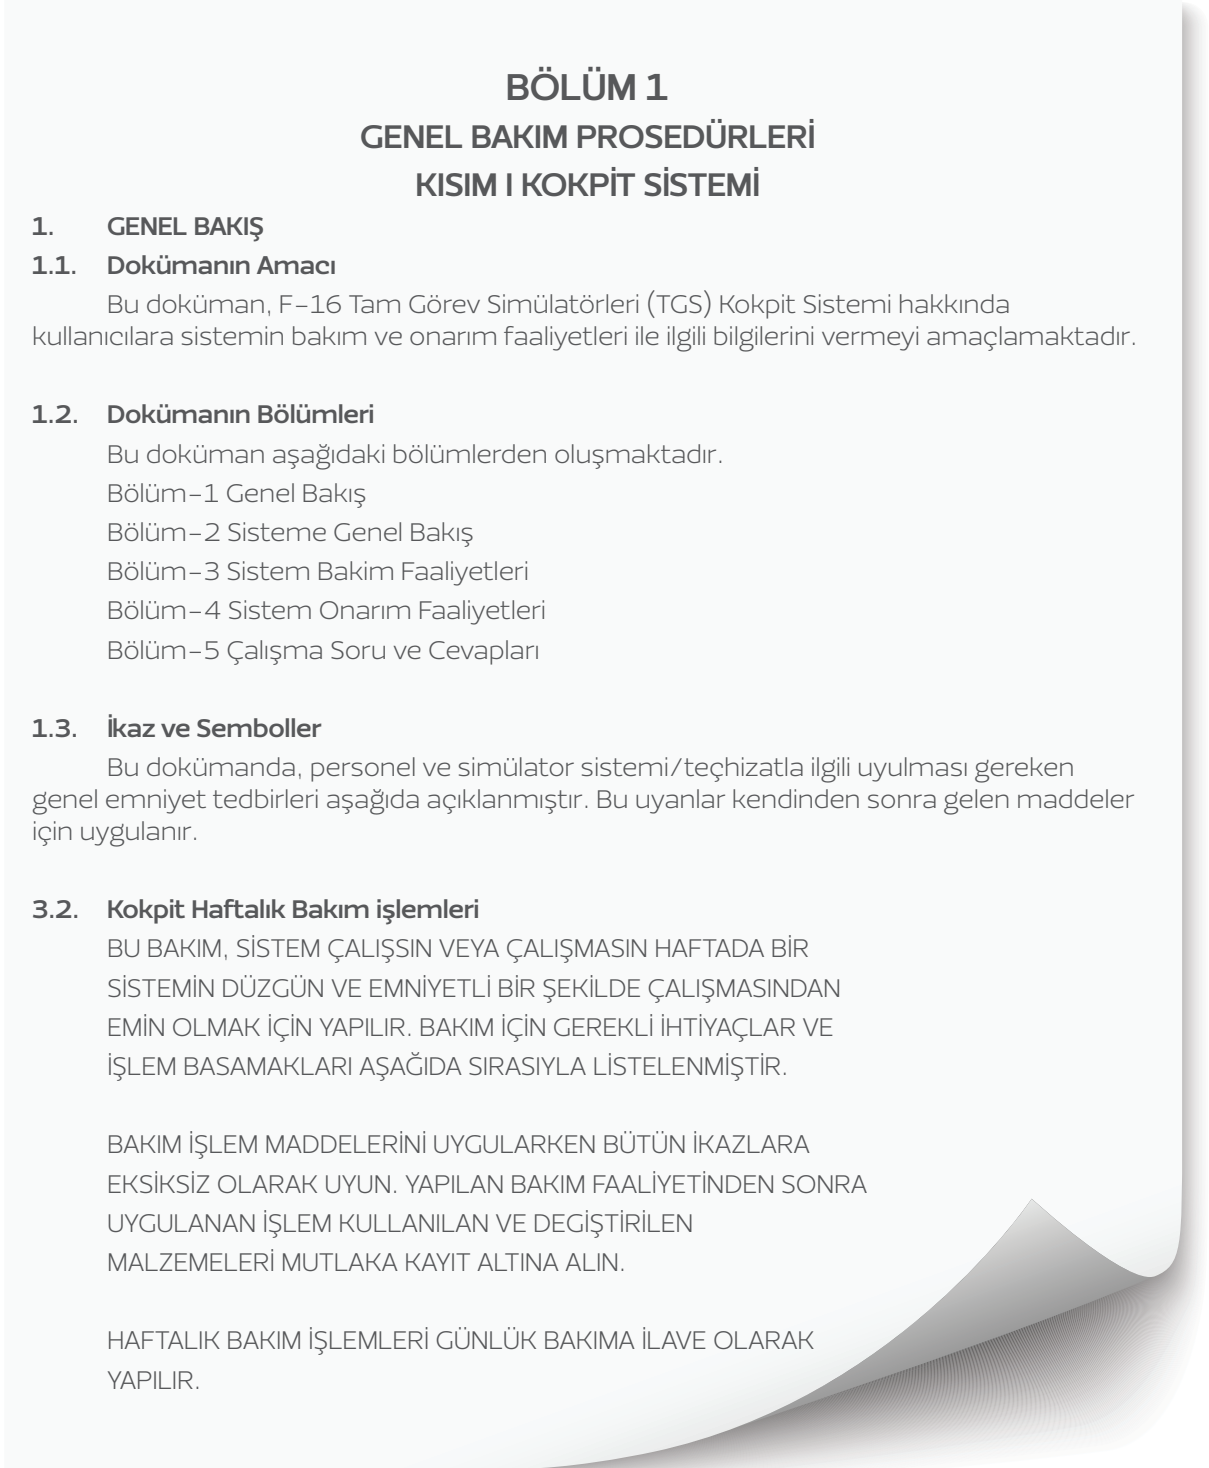 BÖLÜM 1
GENEL BAKIM PROSEDÜRLERİ
KISIM I KOKPİT SİSTEMİ
1. GENEL BAKIŞ
1.1. Dokümanın Amacı
Bu doküman, F-16 Tam Görev Simülatörleri (TGS) Kokpit Sistemi hakkında
kullanıcılara sistemin bakım ve onarım faaliyetleri ile ilgili bilgilerini vermeyi amaçlamaktadır.
1.2. Dokümanın Bölümleri
Bu doküman aşağıdaki bölümlerden oluşmaktadır.
Bölüm-1 Genel Bakış
Bölüm-2 Sisteme Genel Bakış
Bölüm-3 Sistem Bakim Faaliyetleri
Bölüm-4 Sistem Onarım Faaliyetleri
Bölüm-5 Çalışma Soru ve Cevapları
1.3. İkaz ve Semboller
Bu dokümanda, personel ve simülator sistemi/teçhizatla ilgili uyulması gereken
genel emniyet tedbirleri aşağıda açıklanmıştır. Bu uyanlar kendinden sonra gelen maddeler
için uygulanır.
3.2. Kokpit Haftalık Bakım işlemleri
BU BAKIM, SİSTEM ÇALIŞSIN VEYA ÇALIŞMASIN HAFTADA BİR
SİSTEMİN DÜZGÜN VE EMNİYETLİ BİR ŞEKİLDE ÇALIŞMASINDAN
EMİN OLMAK İÇİN YAPILIR. BAKIM İÇİN GEREKLİ İHTİYAÇLAR VE
İŞLEM BASAMAKLARI AŞAĞIDA SIRASIYLA LİSTELENMİŞTİR.
BAKIM İŞLEM MADDELERİNİ UYGULARKEN BÜTÜN İKAZLARA
EKSİKSİZ OLARAK UYUN. YAPILAN BAKIM FAALİYETİNDEN SONRA
UYGULANAN İŞLEM KULLANILAN VE DEGİŞTİRİLEN
MALZEMELERİ MUTLAKA KAYIT ALTINA ALIN.
HAFTALIK BAKIM İŞLEMLERİ GÜNLÜK BAKIMA İLAVE OLARAK
YAPILIR.